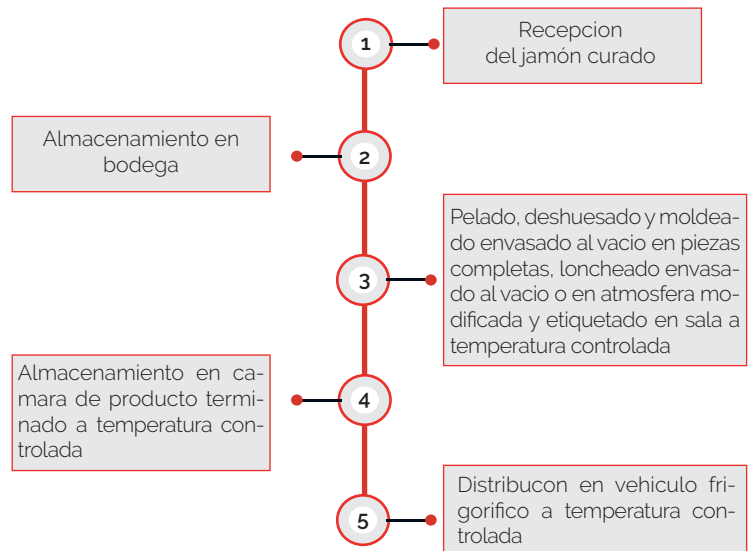 1
Recepcion
del jamón curado
Almacenamiento en
bodega
2
3
Pelado, deshuesado y moldea-
do envasado al vacio en piezas
completas, loncheado envasa-
do al vacio o en atmosfera mo-
dificada y etiquetado en sala a
temperatura controlada
Almacenamiento en ca-
mara de producto termi-
nado a temperatura con-
trolada
4
5
Distribucon en vehiculo fri-
gorifico a temperatura con-
trolada